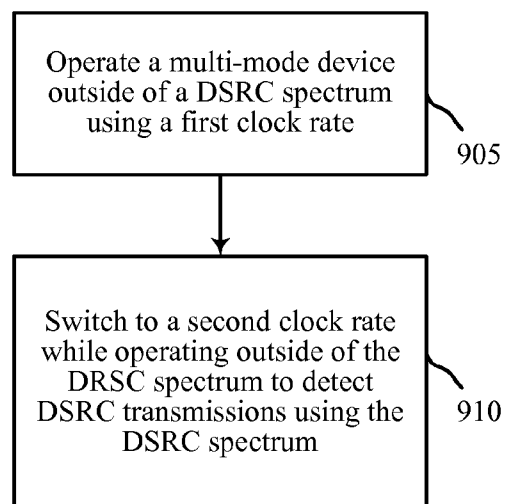 Operate a multi-mode device
outside of a DSRC spectrum
using a first clock rate
905
Switch to a second clock rate
while operating outside of the
DRSC spectrum to detect
DSRC transmissions using the
DSRC spectrum
910